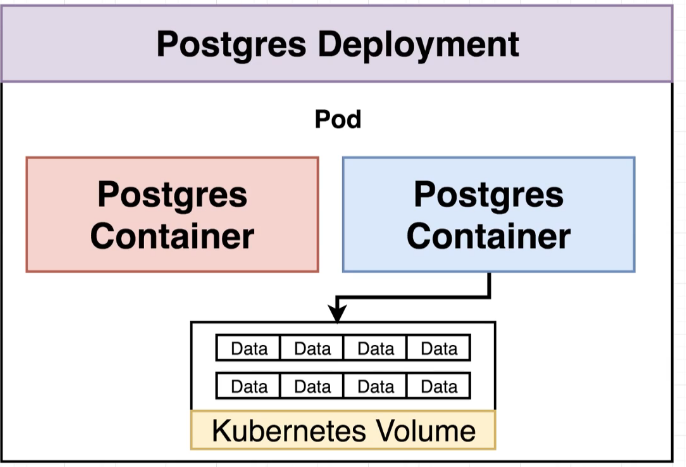 Postgres Deployment
Pod
Postgres
Container
Postgres
Container
Data Data Data Data
Data Data Data Data
Kubernetes Volume